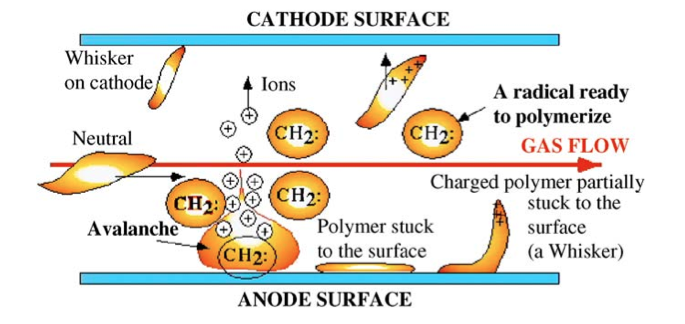 CATHODE SURFACE
Whisker
on cathode
Ions
+ +
+
+
A radical ready
to polymerize
+
+
CH2:
CH2:
GAS FLOW
Neutral
+
Charged polymer partially
stuck to the
surface
(a Whisker)
+
+
CH2:
CH2:
+
+
+
Avalanche
+
+
Polymer stuck
to the surface
CH2:
ANODE SURFACE